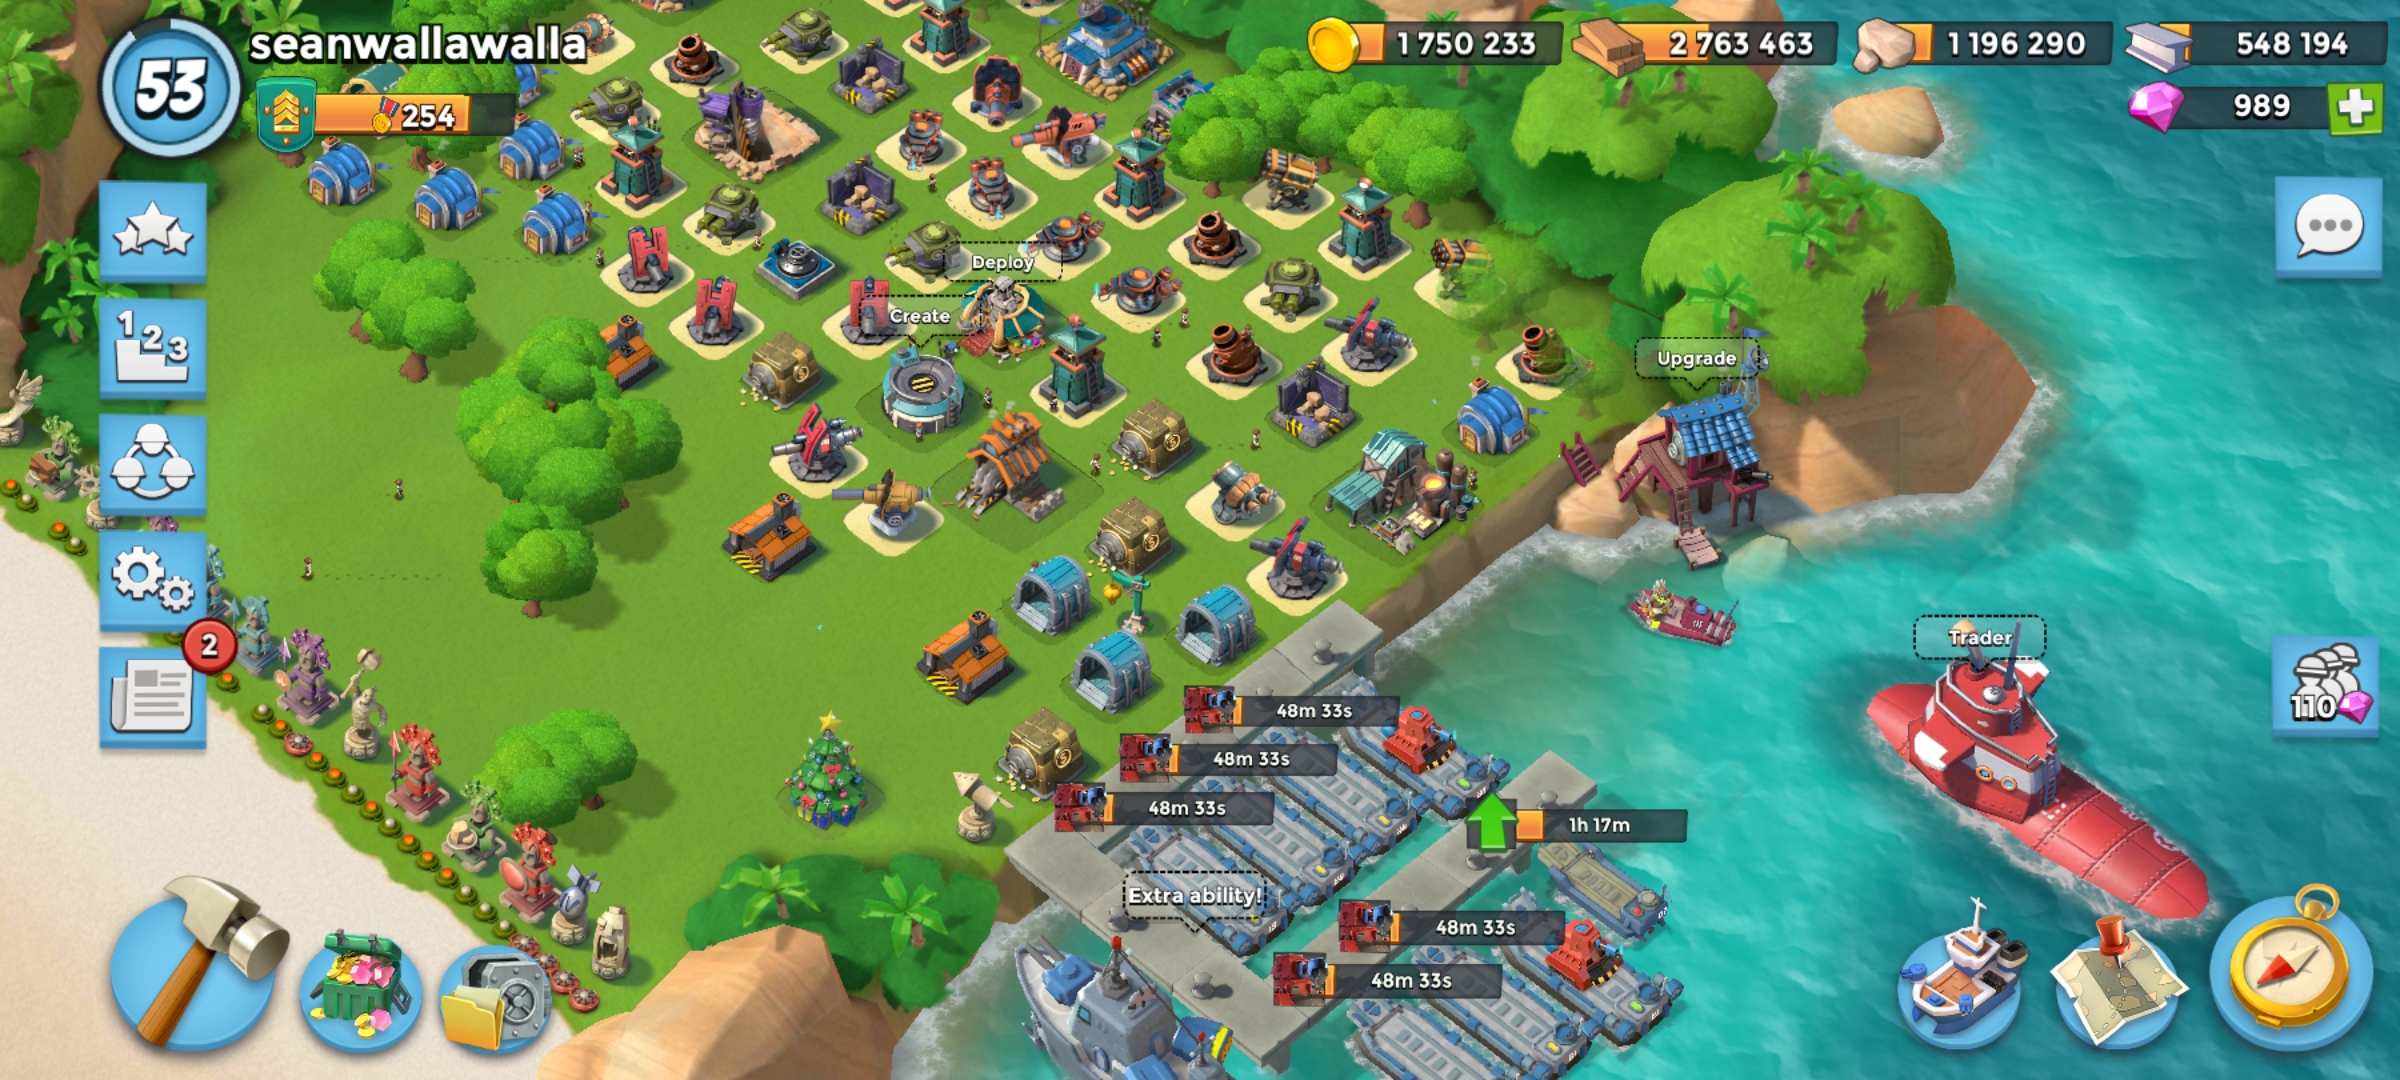 53
seanwallawalla
254
1 750 233
2 763 463
1 196 290
548 194
989
Deploy
Create
Upgrade
123
2
Trader
110
48m 33s
48m 33s
48m 33s
1h 17m
Extra ability!
48m 33s
48m 33s